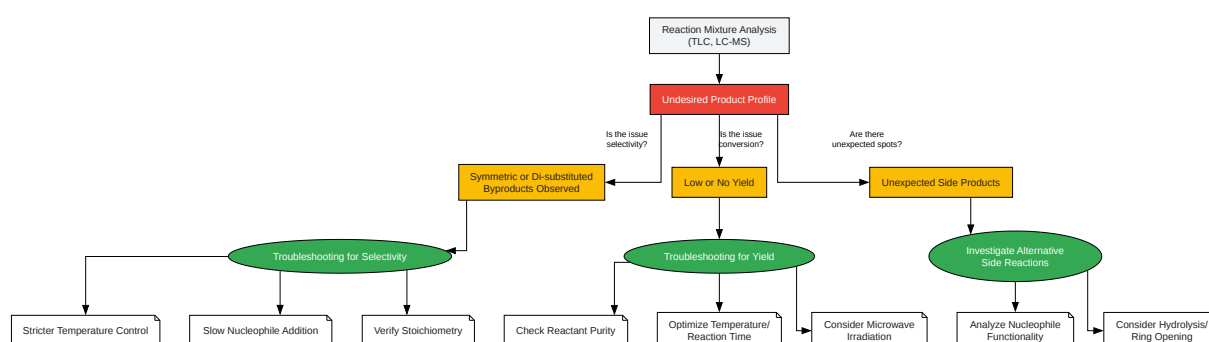 Reaction Mixture Analysis
(TLC, LC-MS)
Undesired Product Profile
Is the issue
selectivity?
Is the issue
conversion?
Are there
unexpected spots?
Symmetric or Di-substituted
Byproducts Observed
Low or No Yield
Unexpected Side Products
Troubleshooting for Selectivity
Troubleshooting for Yield
Investigate Alternative
Side Reactions
Stricter Temperature Control
Slow Nucleophile Addition
Verify Stoichiometry
Check Reactant Purity
Optimize Temperature/
Reaction Time
Consider Microwave
Irradiation
Analyze Nucleophile
Functionality
Consider Hydrolysis/
Ring Opening